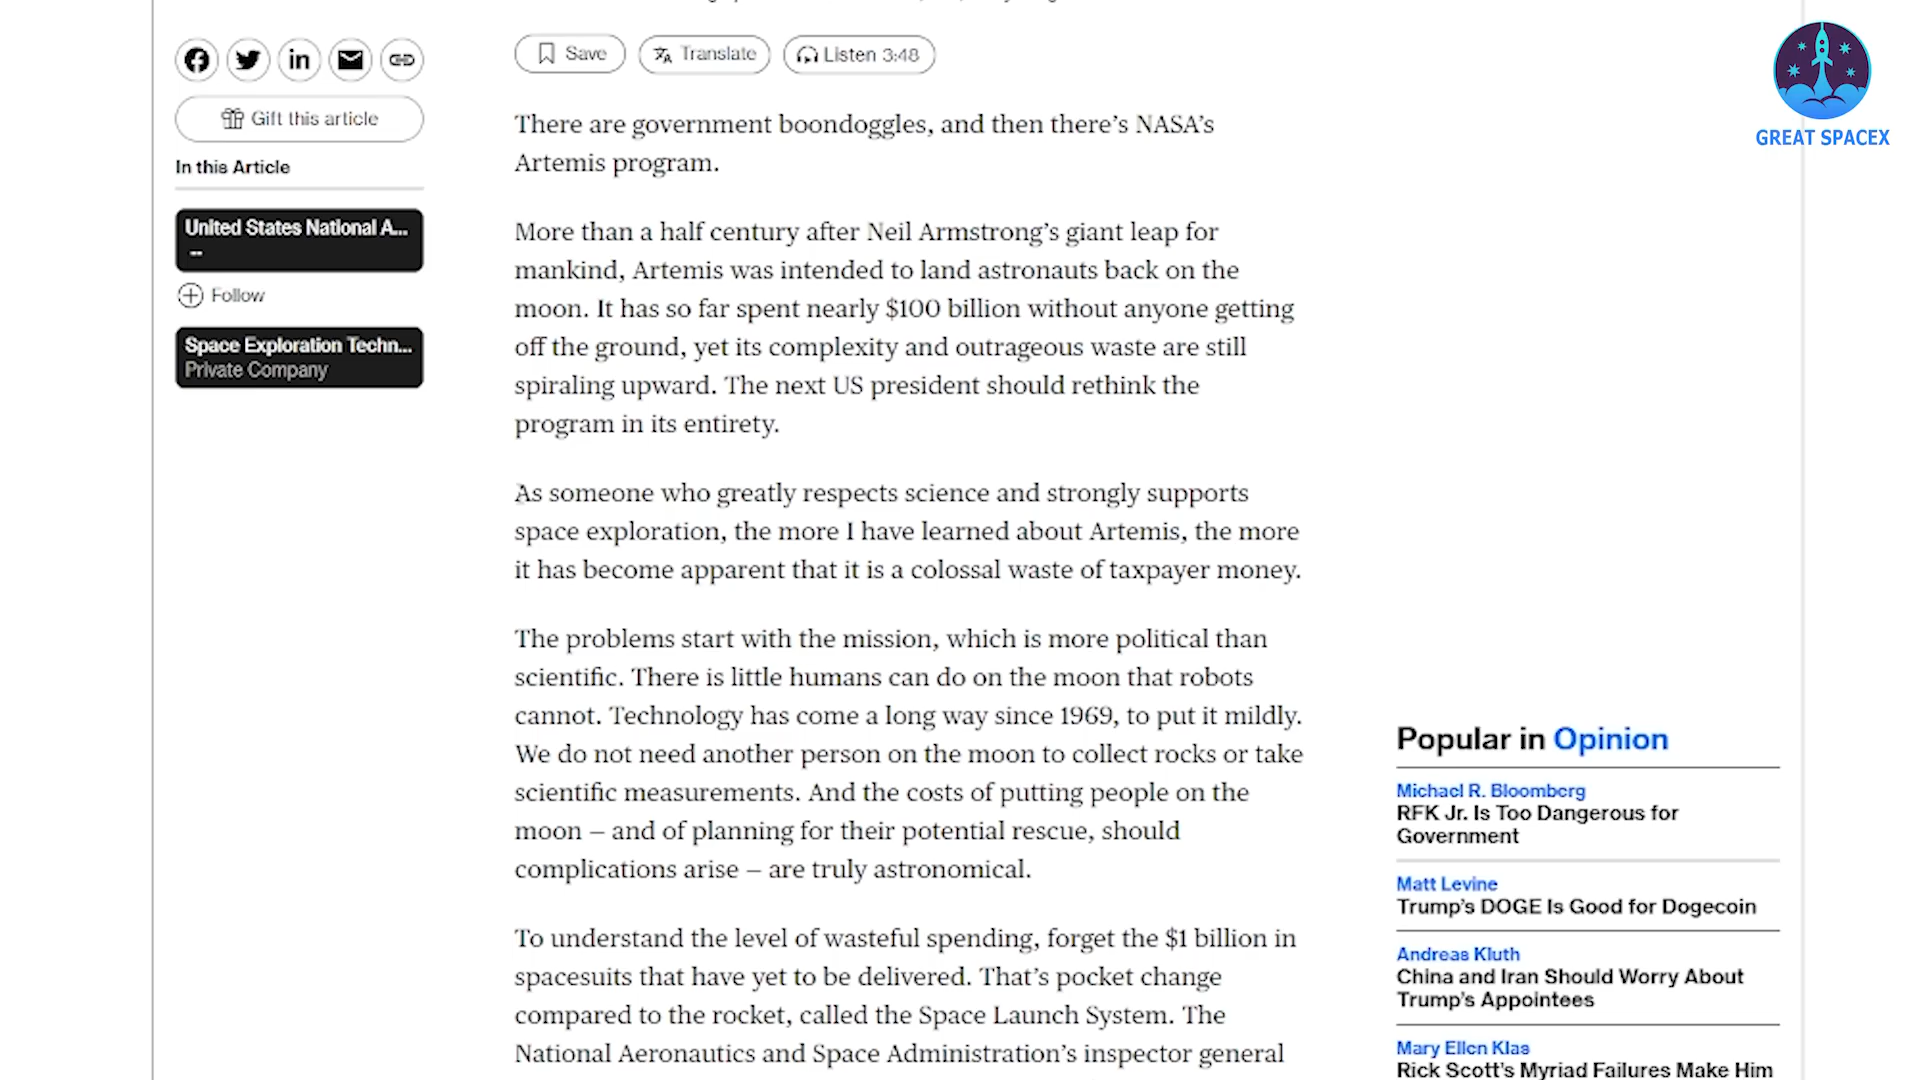 Save
Translate
Listen 3:48
Gift this article
In this Article
United States National A...
--
Follow
Space Exploration Techn...
Private Company
There are government boondoggles, and then there’s NASA’s
Artemis program.
More than a half century after Neil Armstrong’s giant leap for
mankind, Artemis was intended to land astronauts back on the
moon. It has so far spent nearly $100 billion without anyone getting
off the ground, yet its complexity and outrageous waste are still
spiraling upward. The next US president should rethink the
program in its entirety.
As someone who greatly respects science and strongly supports
space exploration, the more I have learned about Artemis, the more
it has become apparent that it is a colossal waste of taxpayer money.
The problems start with the mission, which is more political than
scientific. There is little humans can do on the moon that robots
cannot. Technology has come a long way since 1969, to put it mildly.
We do not need another person on the moon to collect rocks or take
scientific measurements. And the costs of putting people on the
moon – and of planning for their potential rescue, should
complications arise – are truly astronomical.
To understand the level of wasteful spending, forget the $1 billion in
spacesuits that have yet to be delivered. That’s pocket change
compared to the rocket, called the Space Launch System. The
National Aeronautics and Space Administration’s inspector general
GREAT SPACEX
Popular in Opinion
Michael R. Bloomberg
RFK Jr. Is Too Dangerous for
Government
Matt Levine
Trump’s DOGE Is Good for Dogecoin
Andreas Kluth
China and Iran Should Worry About
Trump’s Appointees
Mary Ellen Klas
Rick Scott’s Myriad Failures Make Him